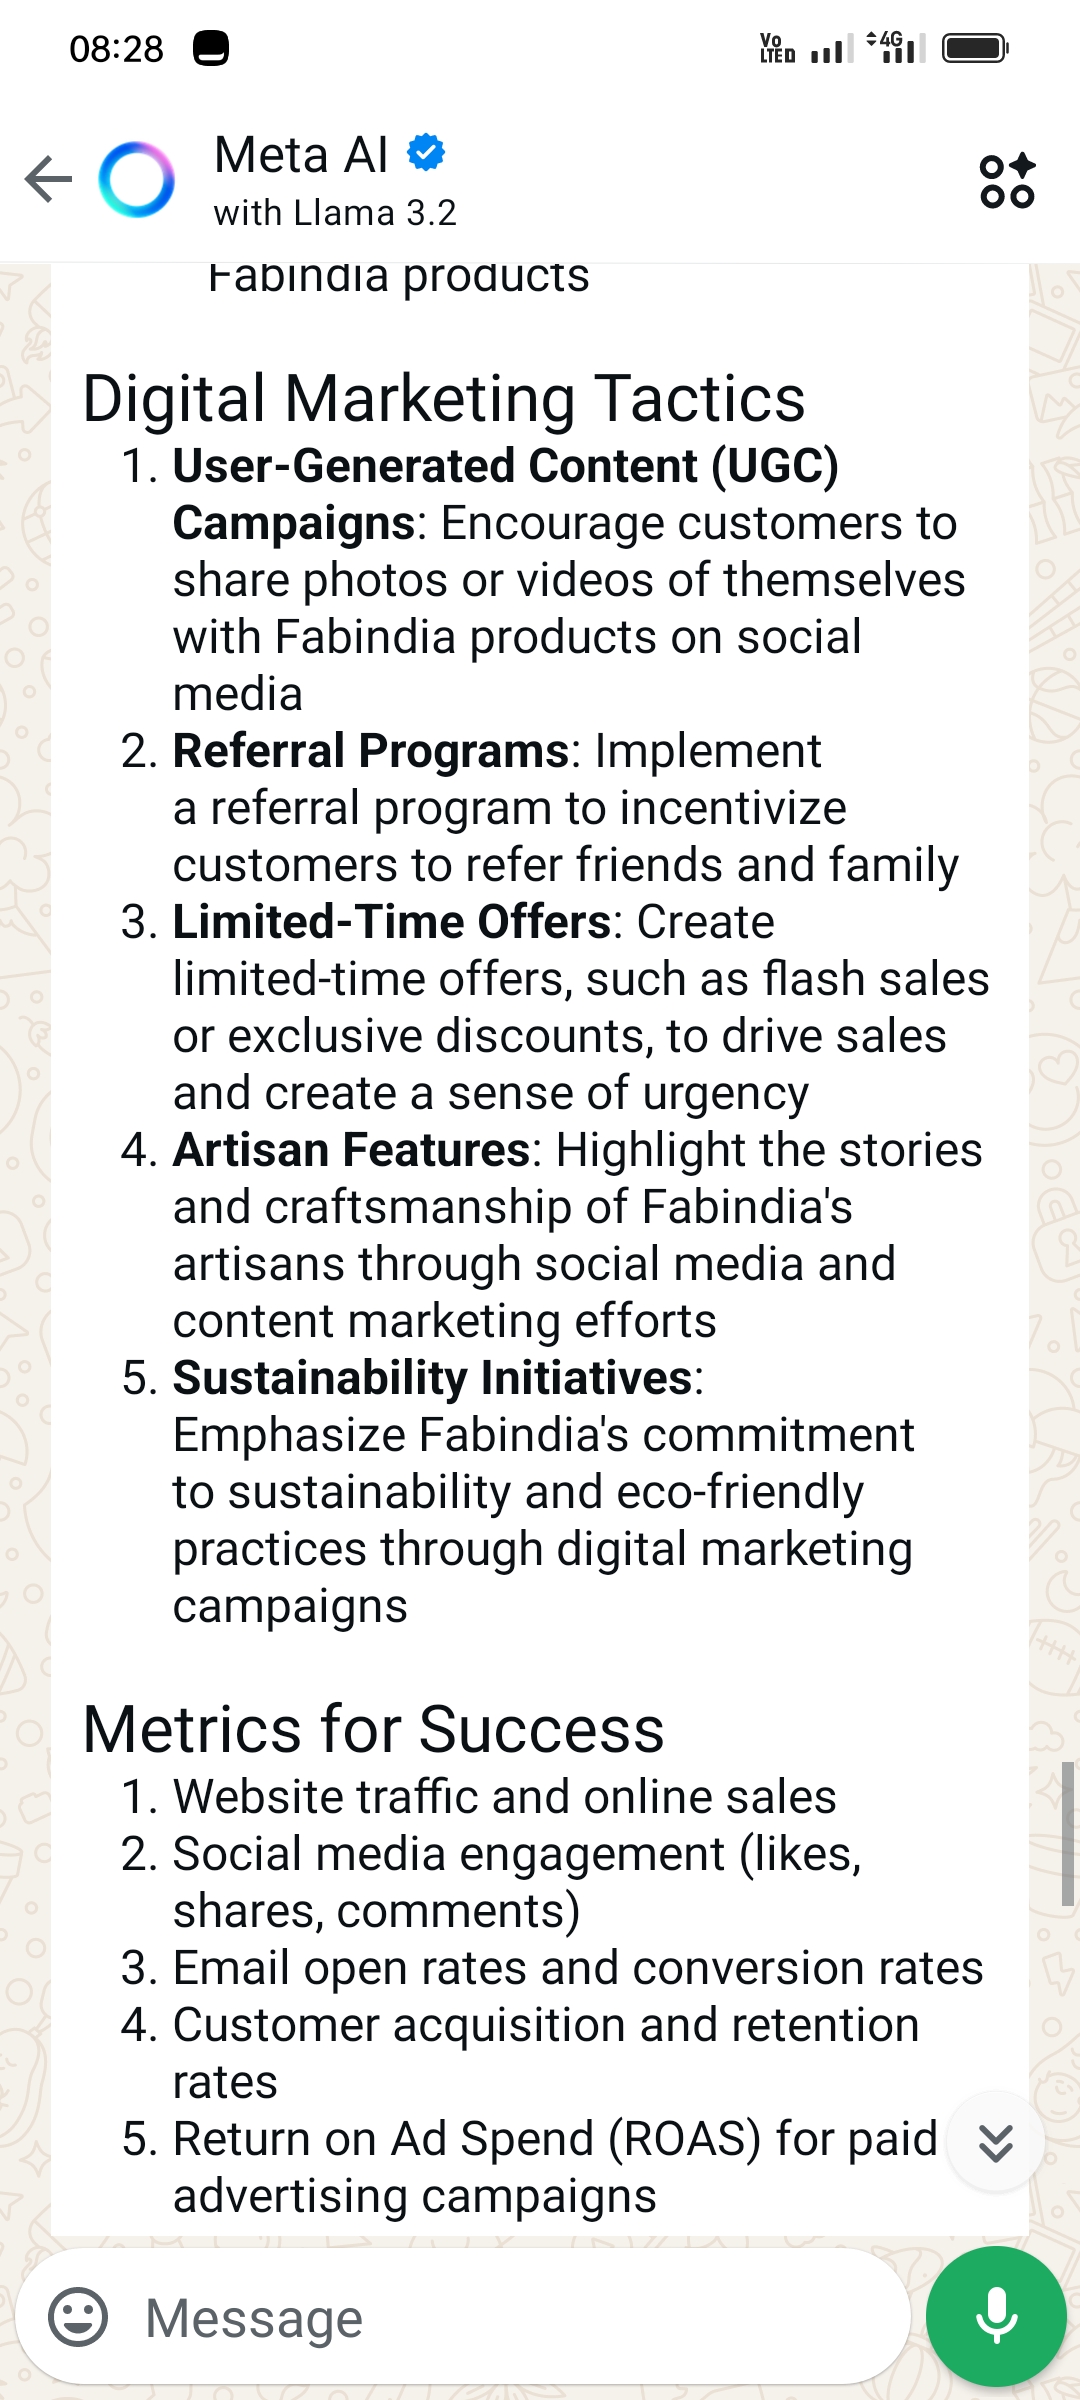 08:28
Vo
LTE D
4G
Meta AI
with Llama 3.2
Fabindia products
Digital Marketing Tactics
1. User-Generated Content (UGC)
Campaigns: Encourage customers to
share photos or videos of themselves
with Fabindia products on social
media
2. Referral Programs: Implement
a referral program to incentivize
customers to refer friends and family
3. Limited-Time Offers: Create
limited-time offers, such as flash sales
or exclusive discounts, to drive sales
and create a sense of urgency
4. Artisan Features: Highlight the stories
and craftsmanship of Fabindia's
artisans through social media and
content marketing efforts
5. Sustainability Initiatives:
Emphasize Fabindia's commitment
to sustainability and eco-friendly
practices through digital marketing
campaigns
Metrics for Success
1. Website traffic and online sales
2. Social media engagement (likes,
shares, comments)
3. Email open rates and conversion rates
4. Customer acquisition and retention
rates
5. Return on Ad Spend (ROAS) for paid
advertising campaigns
Message